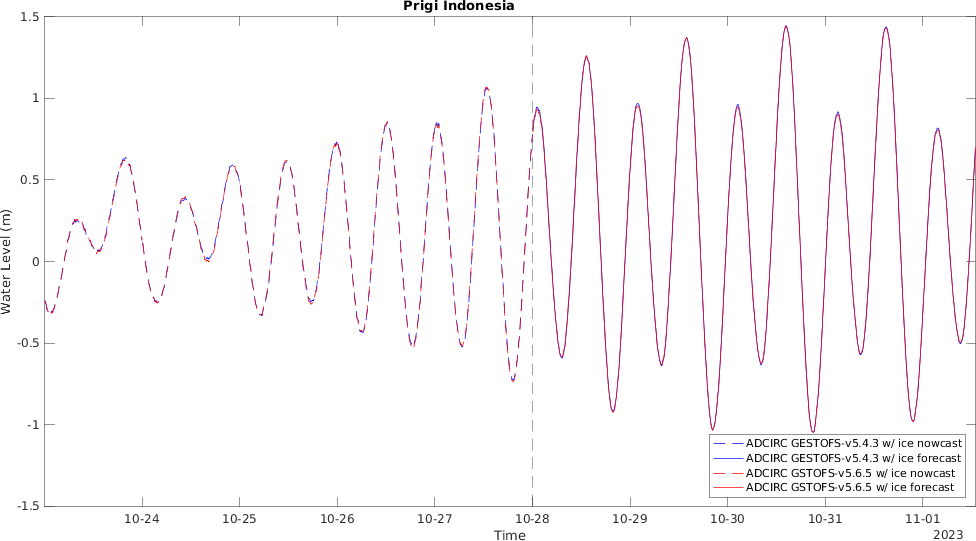 Prigi Indonesia
Water Level (m)
1.5
1
0.5
0
-0.5
-1
-1.5
ADCIRC GESTOFS-v5.4.3 w/ ice nowcast
ADCIRC GESTOFS-v5.4.3 w/ ice forecast
ADCIRC GSTOFS-v5.6.5 w/ ice nowcast
ADCIRC GSTOFS-v5.6.5 w/ ice forecast
10-24 10-25 10-26 10-27 10-28 10-29 10-30 10-31 11-01
Time
2023